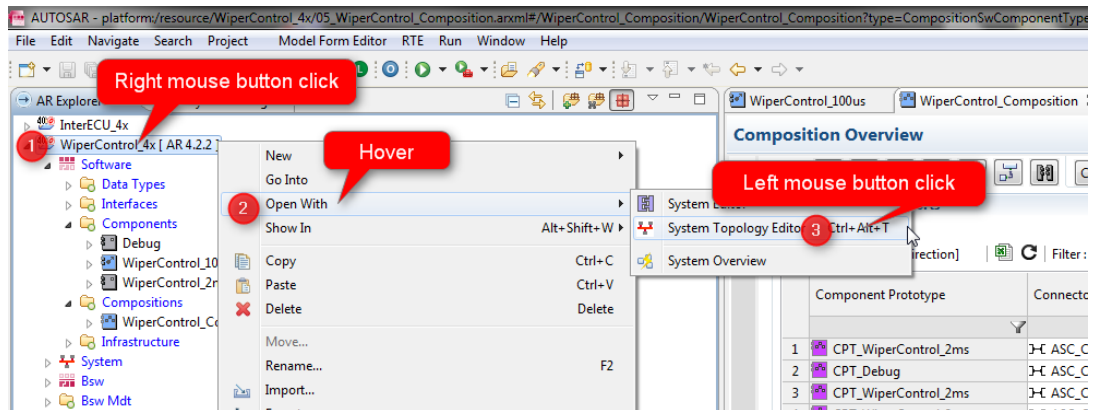 AUTOSAR - platform:/resource/WiperControl_4x/05_WiperControl_Composition.arxml#/WiperControl_Composition/WiperControl_Composition?type=CompositionSwComponentType
File Edit Navigate Search Project Model Form Editor RTE Run Window Help
Right mouse button click
AR Explorer
WiperControl_100us WiperControl_Composition
InterECU_4x
Composition Overview
1 WiperControl_4x [ AR 4.2.2 ]
Hover
New
Software
Go Into
Left mouse button click
Data Types
2 Open With
System Editor
Interfaces
Components
Show In Alt+Shift+W
System Topology Editor 3 Ctrl+Alt+T
Debug
WiperControl_10
Copy Ctrl+C
System Overview
irection] Filter :
WiperControl_2r
Paste Ctrl+V
Compositions
Delete Delete
Component Prototype Connecto
WiperControl_Co
Infrastructure
Move...
System
Rename... F2
1 CPT_WiperControl_2ms ASC_C
Bsw
2 CPT_Debug ASC_C
Bsw Mdt
Import...
3 CPT_WiperControl_2ms ASC_C